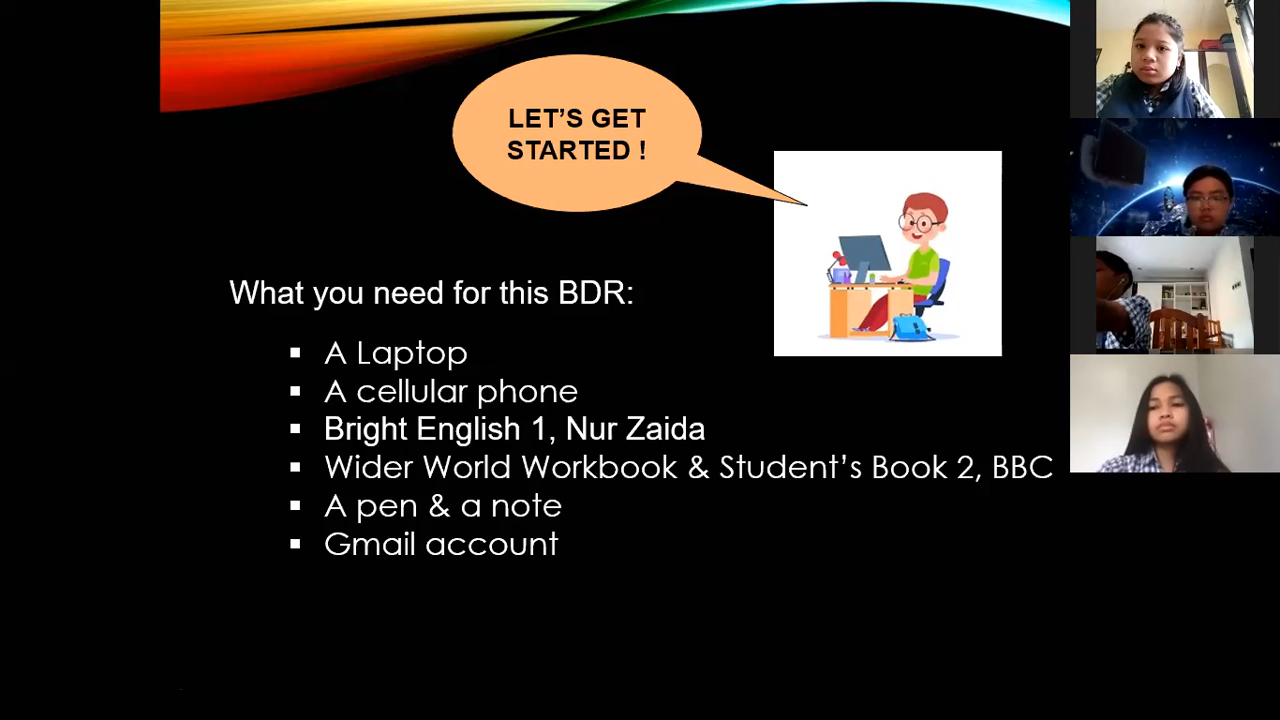 LET'S GET
STARTED !
What you need for this BDR:
▪ A Laptop
▪ A cellular phone
▪ Bright English 1, Nur Zaida
▪ Wider World Workbook & Student's Book 2, BBC
▪ A pen & a note
▪ Gmail account